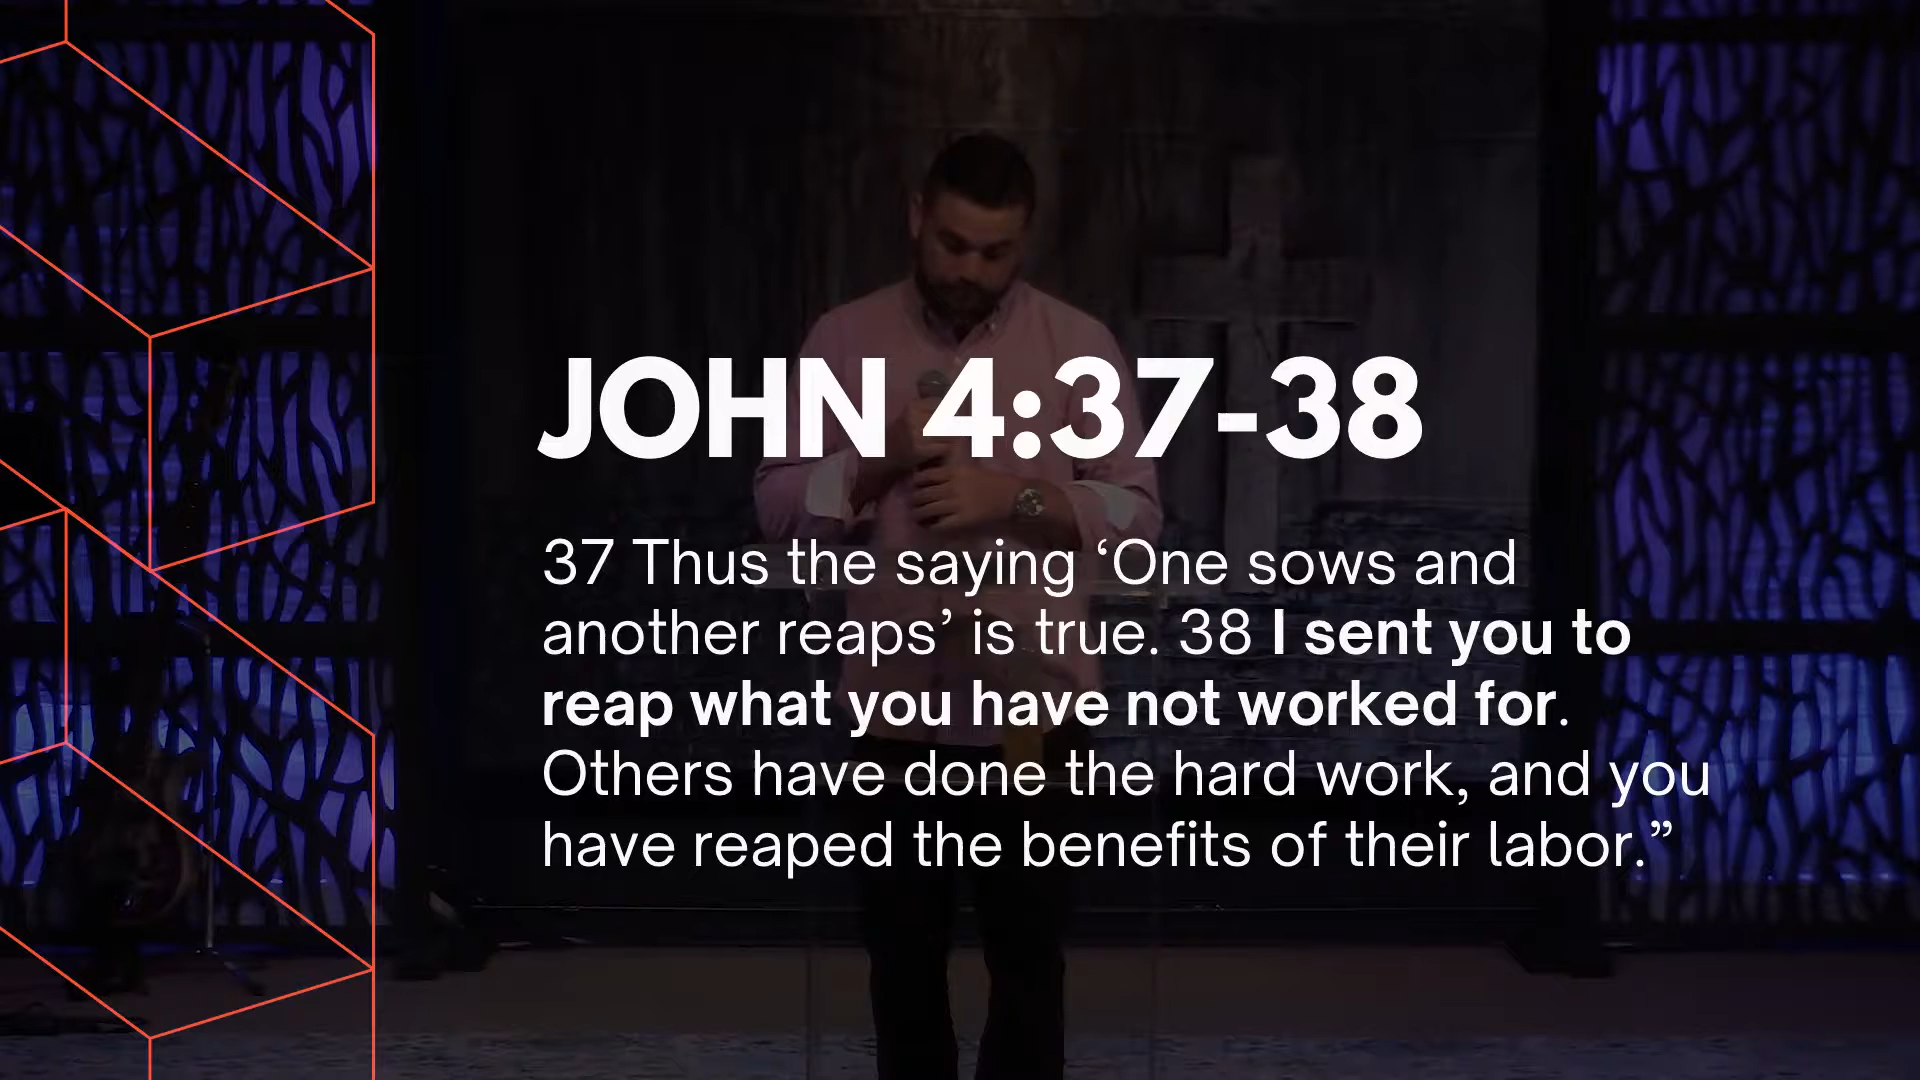 JOHN 4:37-38
37 Thus the saying ‘One sows and
another reaps’ is true. 38 I sent you to
reap what you have not worked for.
Others have done the hard work, and you
have reaped the benefits of their labor.”